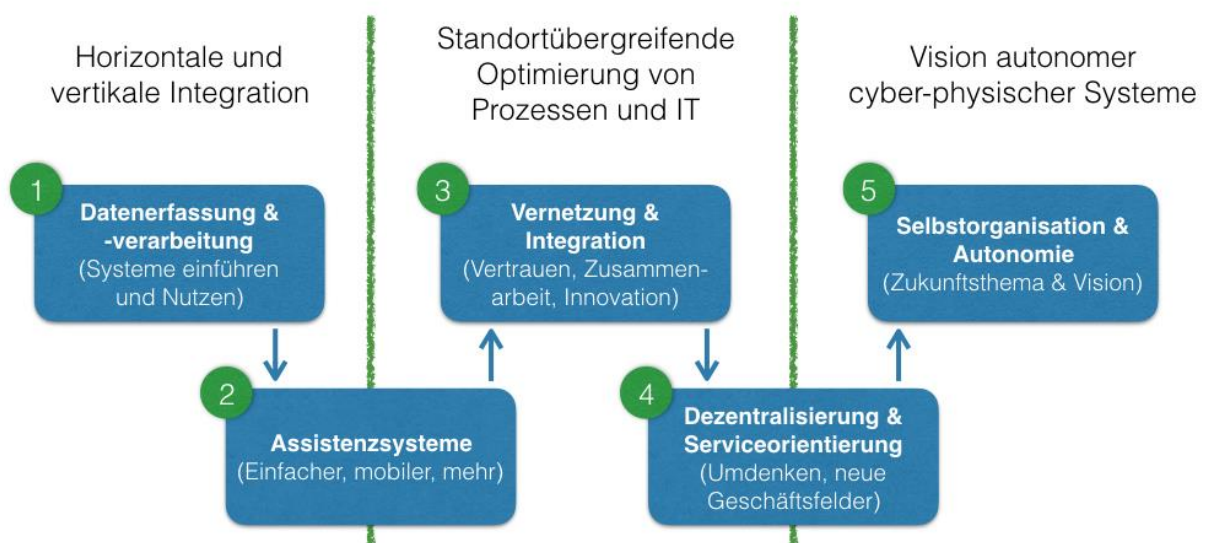 Horizontale und
vertikale Integration
Standortübergreifende
Optimierung von
Prozessen und IT
Vision autonomer
cyber-physischer Systeme
1
Datenerfassung &
-verarbeitung
(Systeme einführen
und Nutzen)
2
Assistenzsysteme
(Einfacher, mobiler, mehr)
3
Vernetzung &
Integration
(Vertrauen, Zusammen-
arbeit, Innovation)
4
Dezentralisierung &
Serviceorientierung
(Umdenken, neue
Geschäftsfelder)
5
Selbstorganisation &
Autonomie
(Zukunftsthema & Vision)